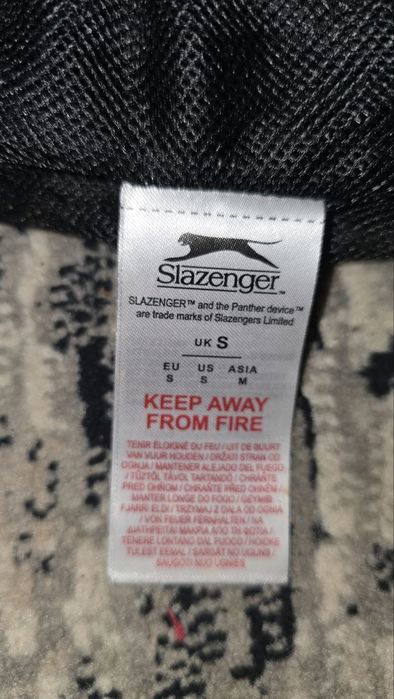 Slazenger™
SLAZENGER™ and the Panther device™
are trade marks of Slazengers Limited
UK S
EU US ASIA
S S M
KEEP AWAY
FROM FIRE
TENIR ÉLOIGNÉ DU FEU / UIT DE BUURT
VAN VUUR HOUDEN / DRŽATI STRAN OD
OGNJA / MANTENER ALEJADO DEL FUEGO
/ TŰZTŐL TÁVOL TARTANDÓ / CHRÁNTE
PRED OHŇOM / CHRAŇTE PŘED OHNĚM /
MANTER LONGE DO FOGO / GEYMIÐ
FJARRI ELDI / TRZYMAJ Z DALA OD OGNIA
/ VON FEUER FERNHALTEN / ΝΑ
ΔΙΑΤΗΡΕΙΤΑΙ ΜΑΚΡΙΑ ΑΠΟ ΤΗ ΦΩΤΙΑ /
TENERE LONTANO DAL FUOCO / HOIDKE
TULEST EEMAL / SARGĀT NO UGUNS /
SAUGOTI NUO UGNIES